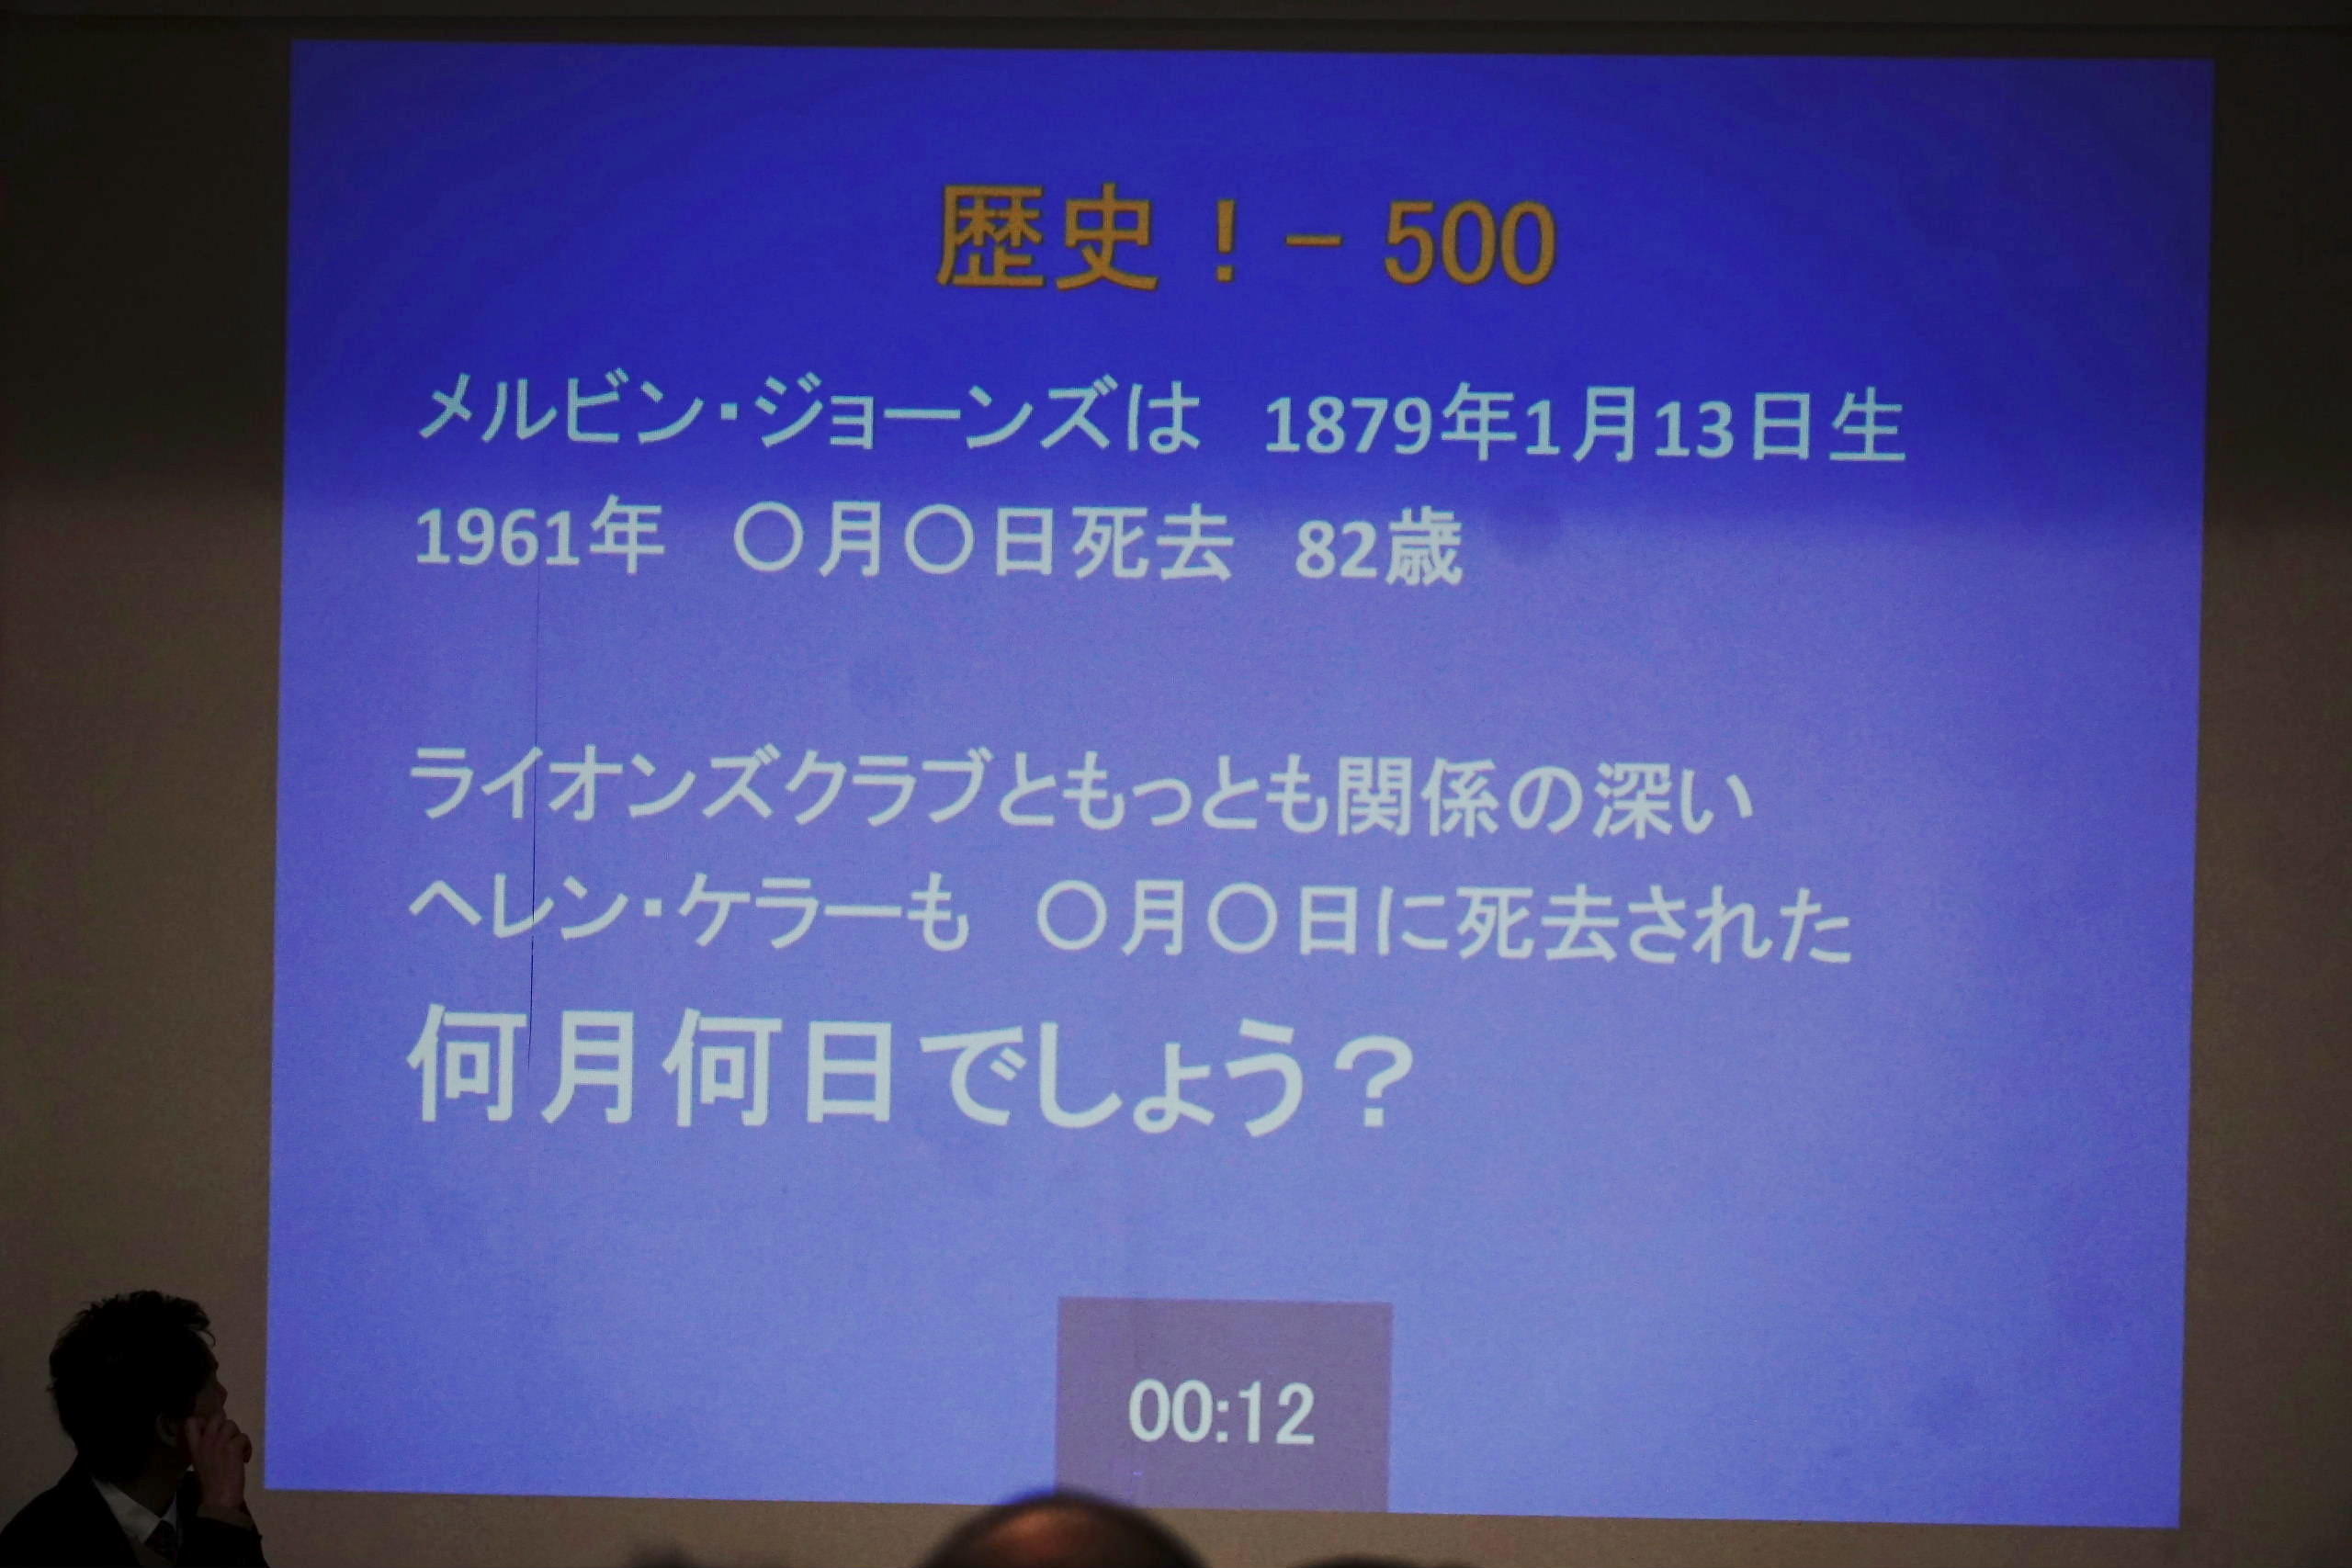 歴史！- 500
メルビン・ジョーンズは　1879年1月13日生
1961年　〇月〇日死去　82歳
ライオンズクラブともっとも関係の深い
ヘレン・ケラーも　〇月〇日に死去された
何月何日でしょう？
00:12